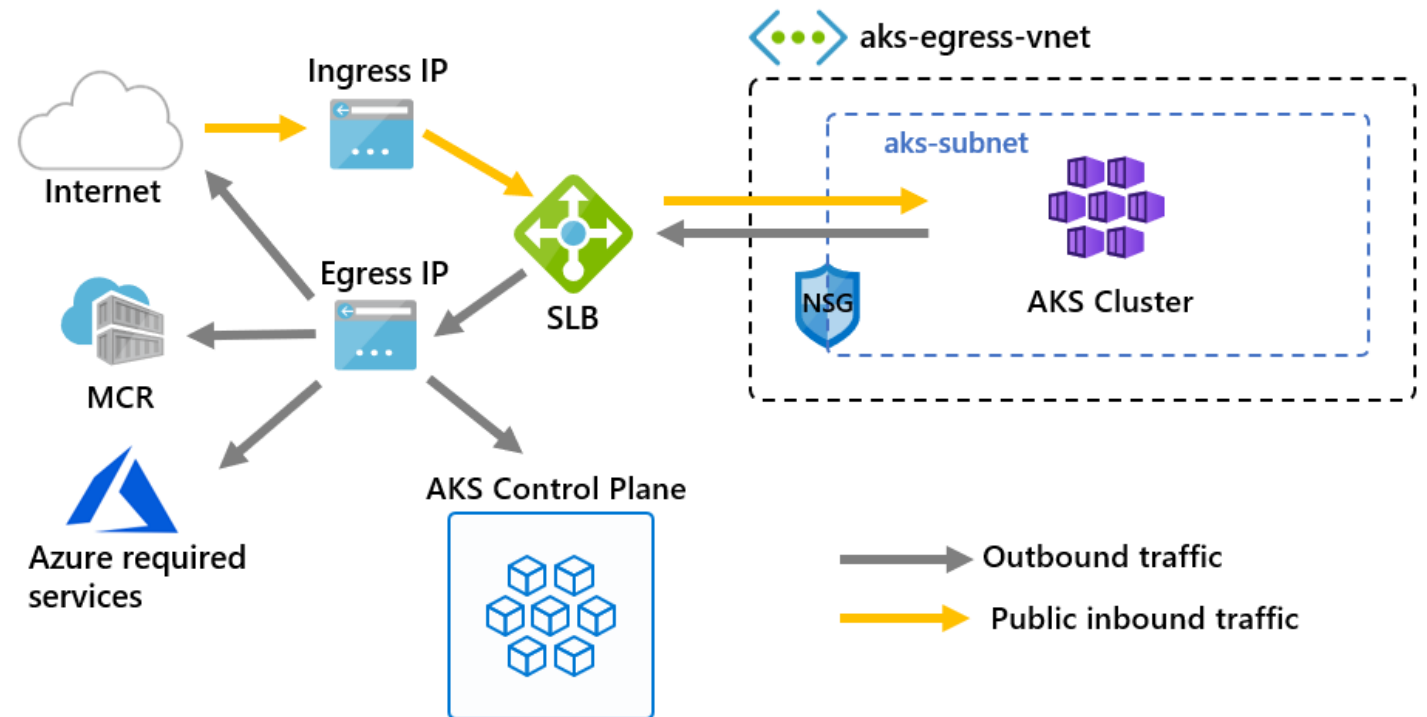 aks-egress-vnet
Ingress IP
aks-subnet
Internet
Egress IP
NSG
AKS Cluster
SLB
MCR
AKS Control Plane
Azure required
services
Outbound traffic
Public inbound traffic